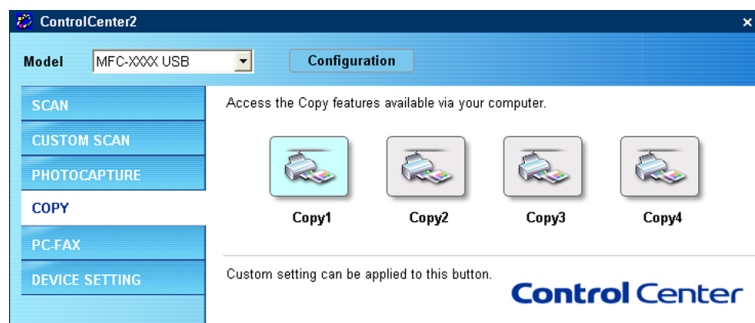 ControlCenter2
Model MFC-XXX USB Configuration
SCAN
CUSTOM SCAN
PHOTOCAPTURE
COPY
PC-FAX
DEVICE SETTING
Access the Copy features available via your computer.
Copy1 Copy2 Copy3 Copy4
Custom setting can be applied to this button.
Control Center